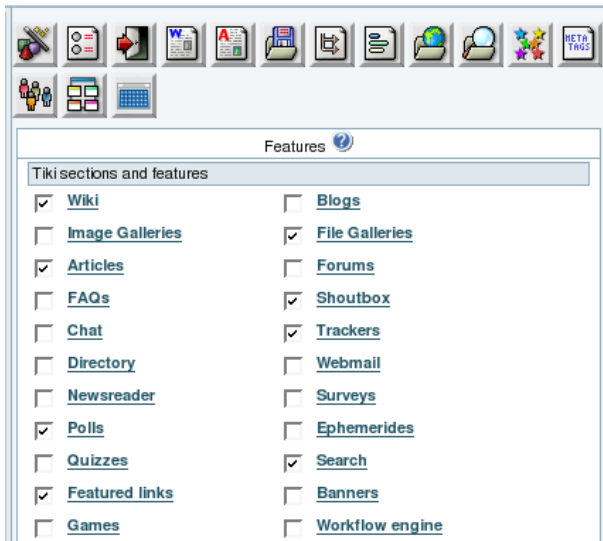 META
TAGS
Features
Tiki sections and features
Wiki Blogs
Image Galleries File Galleries
Articles Forums
FAQs Shoutbox
Chat Trackers
Directory Webmail
Newsreader Surveys
Polls Ephemerides
Quizzes Search
Featured links Banners
Games Workflow engine